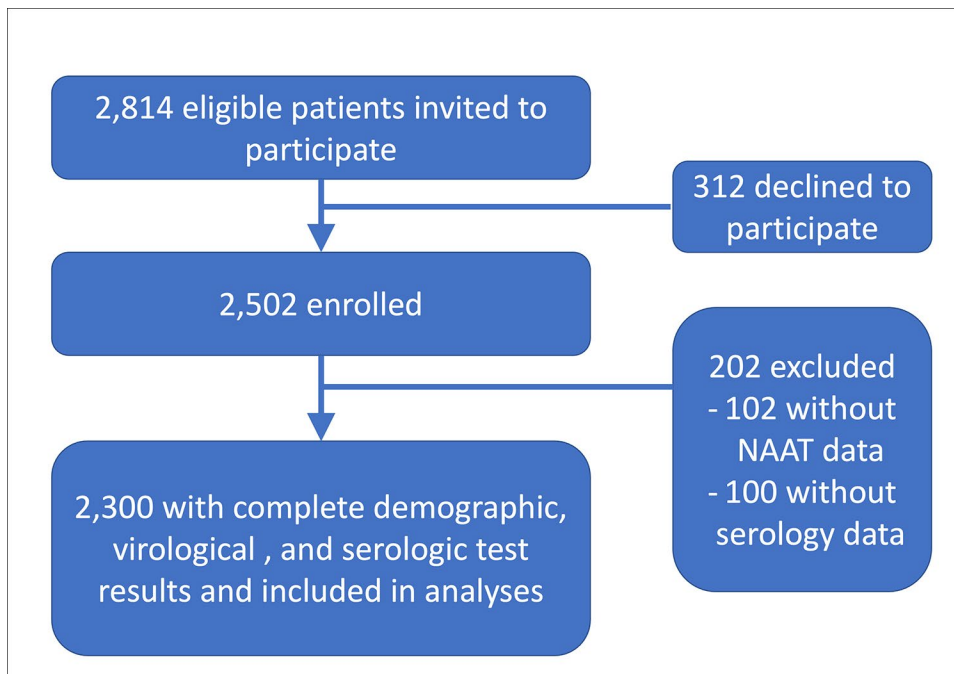 2,814 eligible patients invited to
participate
312 declined to
participate
2,502 enrolled
202 excluded
- 102 without
NAAT data
- 100 without
serology data
2,300 with complete demographic,
virological , and serologic test
results and included in analyses